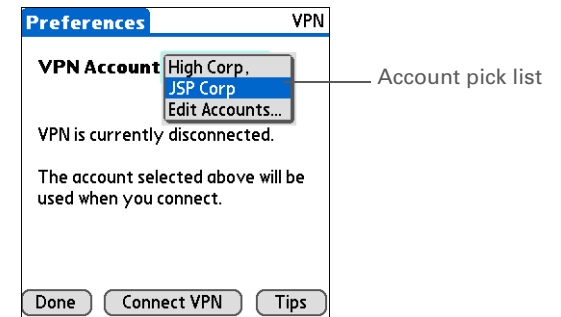 Preferences VPN
VPN Account High Corp.
JSP Corp
Edit Accounts...
Account pick list
VPN is currently disconnected.
The account selected above will be
used when you connect.
Done Connect VPN Tips